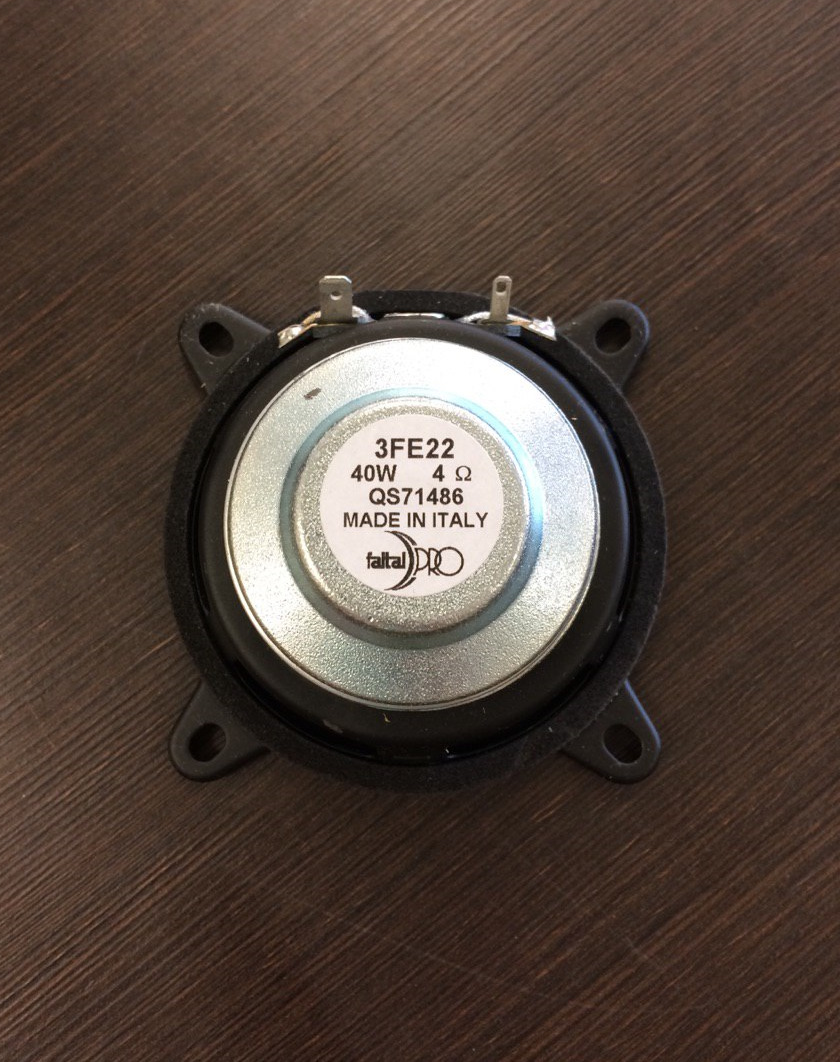 3FE22
40W 4 Ω
QS71486
MADE IN ITALY
faital PRO